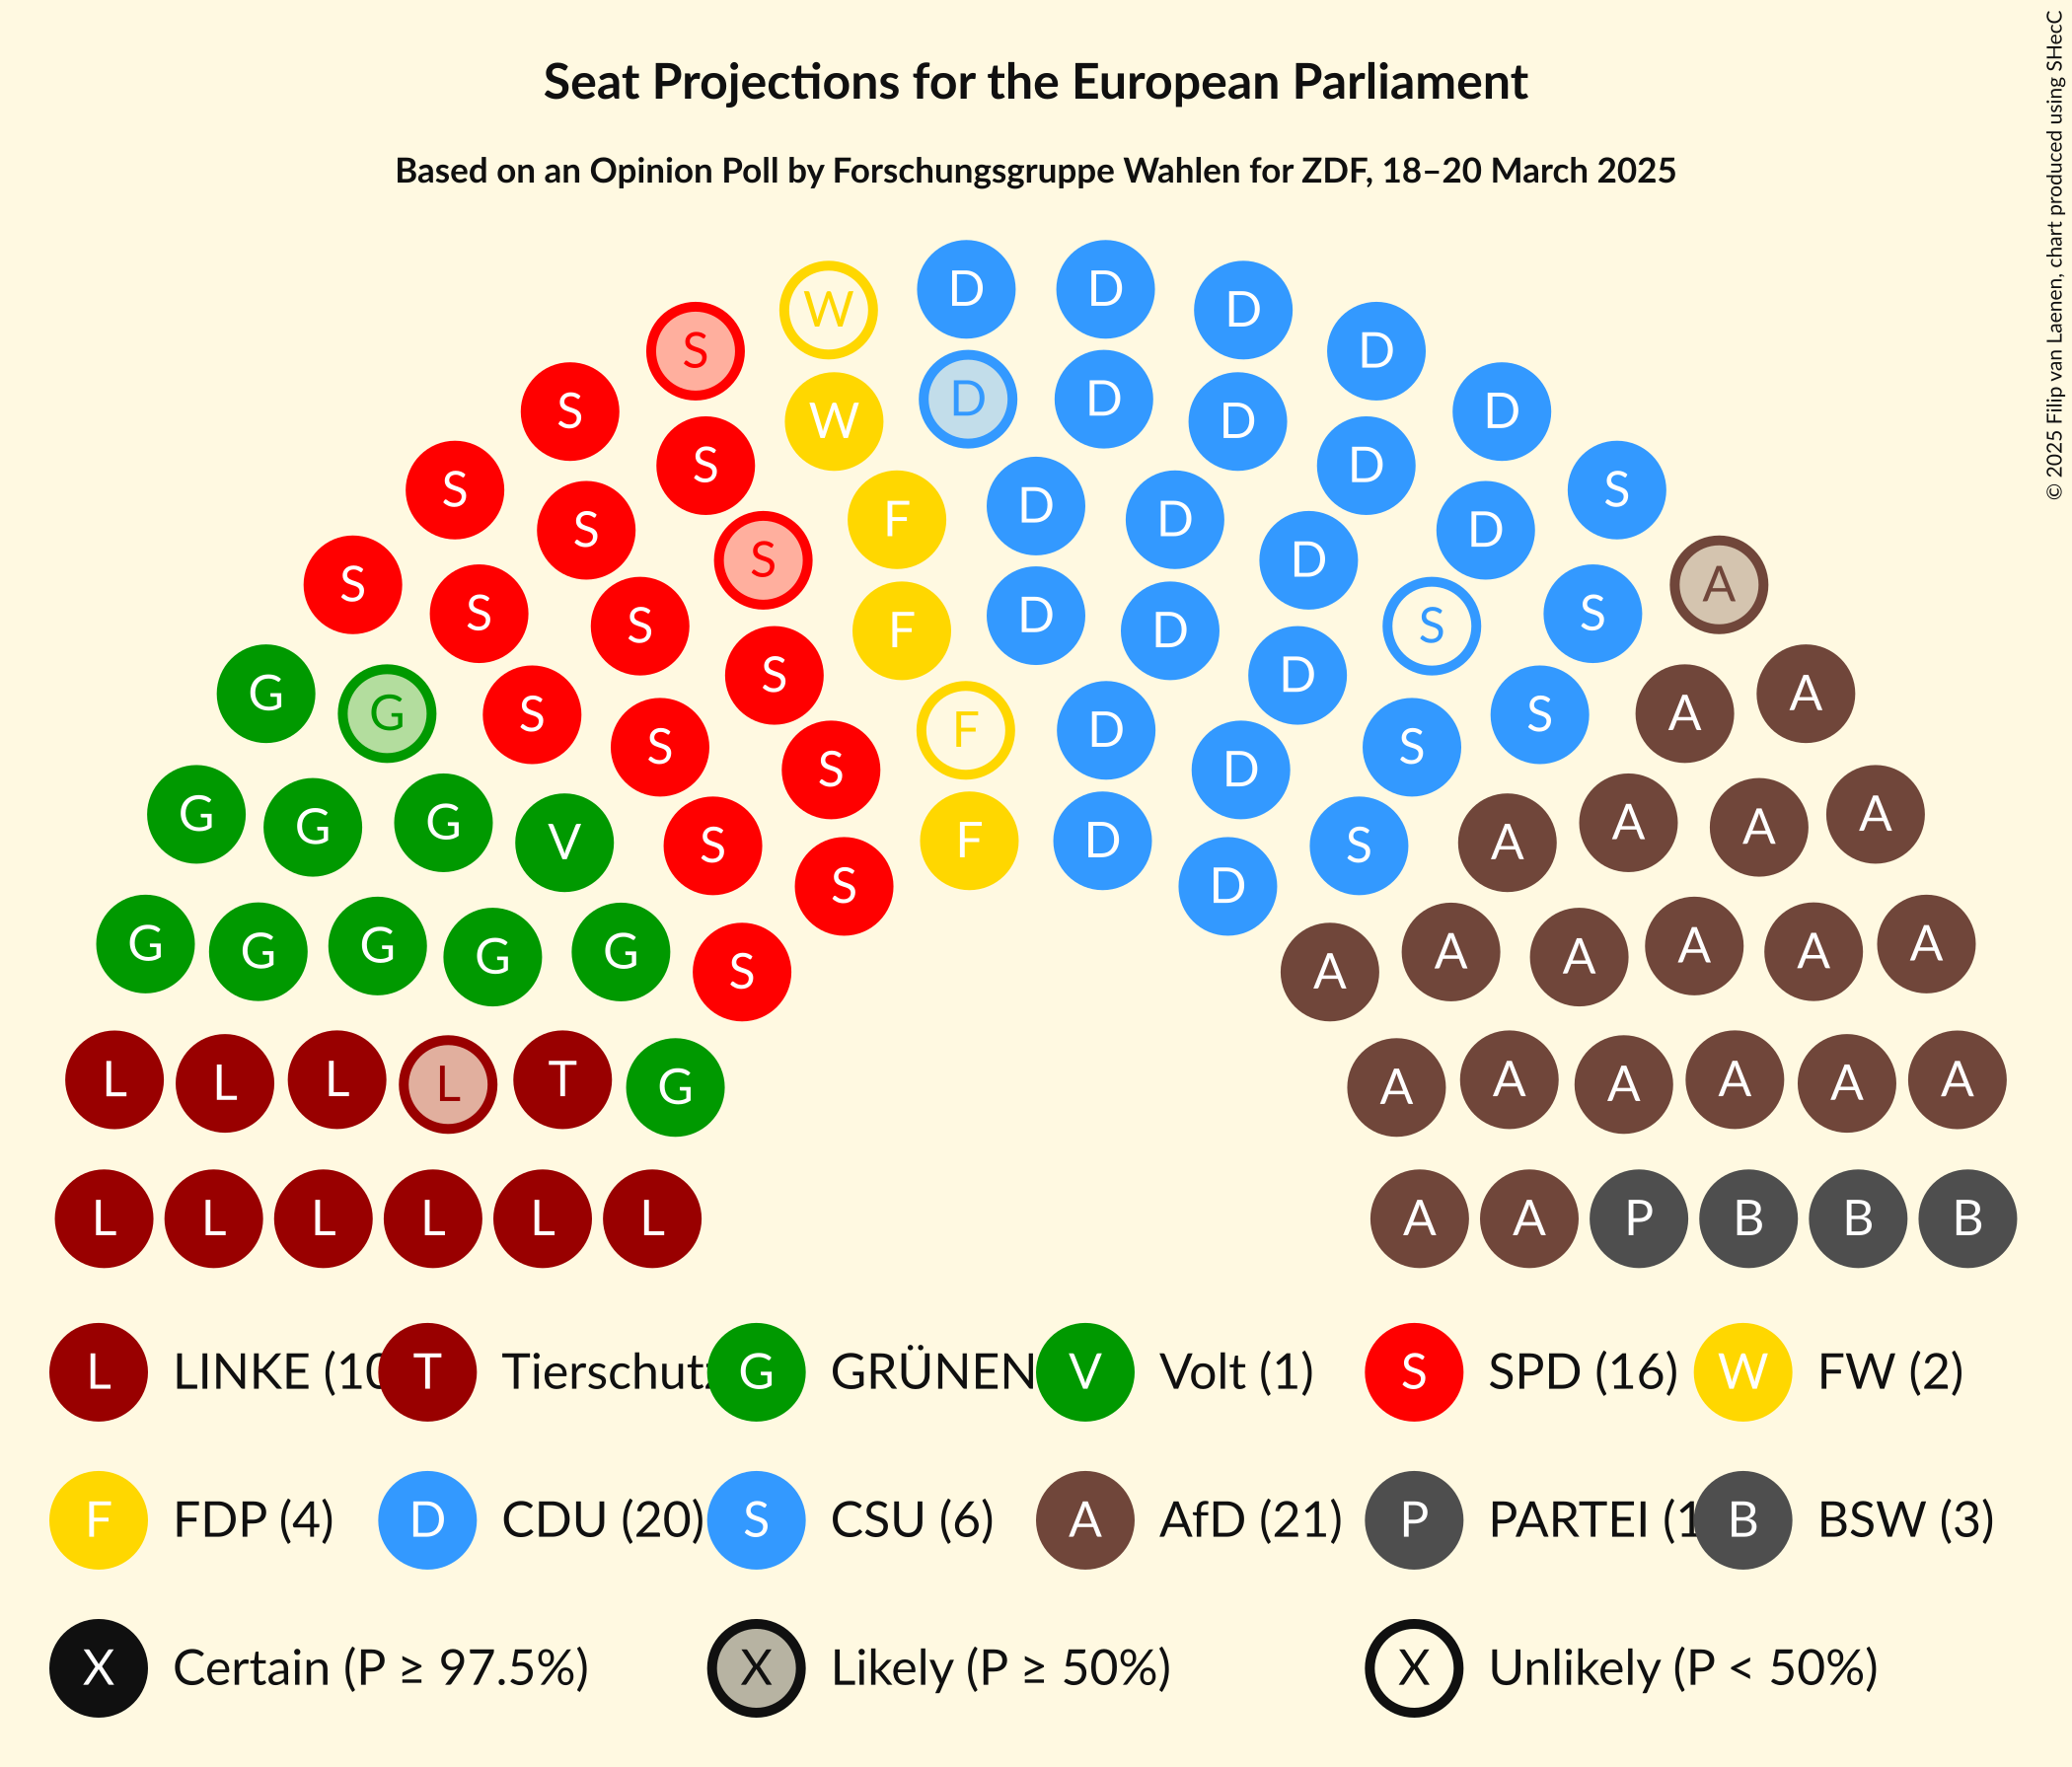 Seat Projections for the European Parliament
Based on an Opinion Poll by Forschungsgruppe Wahlen for ZDF, 18–20 March 2025
© 2025 Filip van Laenen, chart produced using SHecC
D D
W D
S D
D D
S D
W D
S D
S S
D
F D
S D
S D
S A
S D S
S F D S
S D
G A
G S S A
F D
S S
S D
G A
G G A A
V S F D S A
S D
G G G G G A A A A A
S A
L L L L T G A A A A A A
L L L L L L A A P B B B
L LINKE (10 T Tierschutz G GRÜNEN V Volt (1) S SPD (16) W FW (2)
F FDP (4) D CDU (20) S CSU (6) A AfD (21) P PARTEI (1 B BSW (3)
X Certain (P ≥ 97.5%) X Likely (P ≥ 50%) X Unlikely (P < 50%)